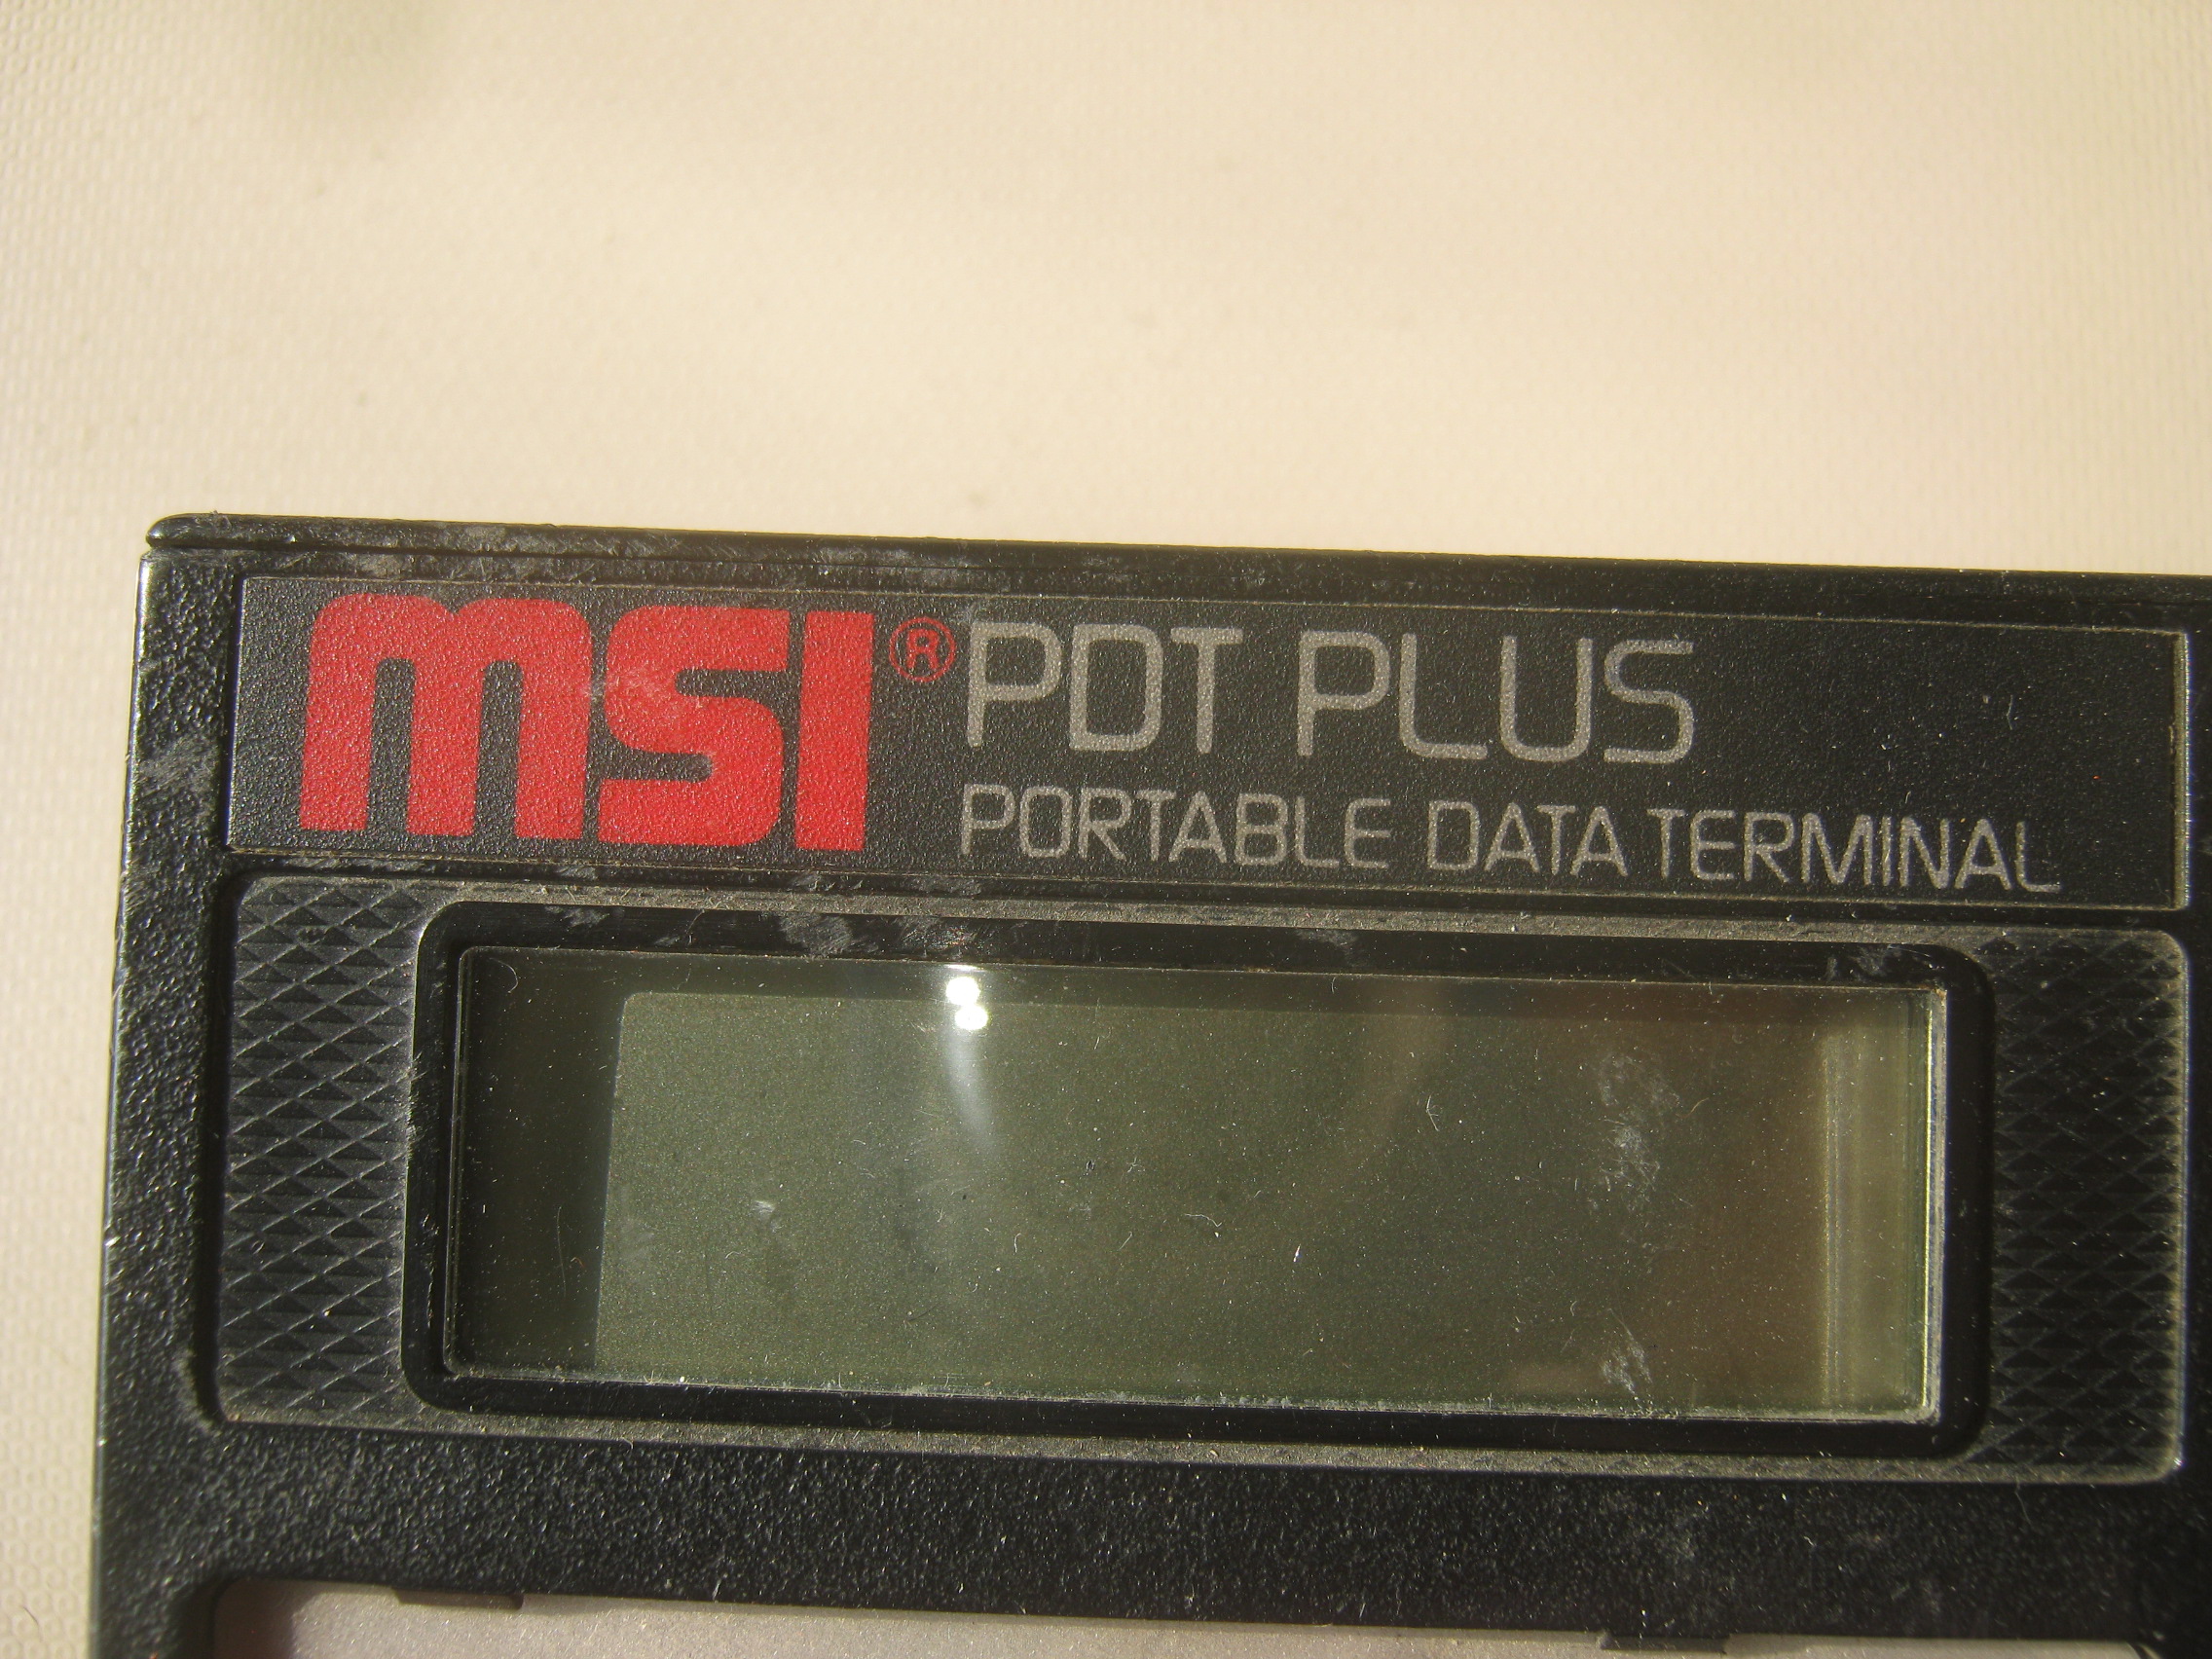 msi® PDT PLUS
PORTABLE DATA TERMINAL